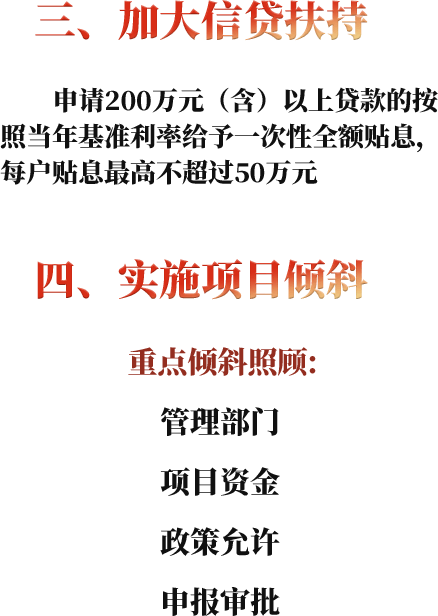 三、加大信贷扶持
申请200万元（含）以上贷款的按
照当年基准利率给予一次性全额贴息，
每户贴息最高不超过50万元
四、实施项目倾斜
重点倾斜照顾：
管理部门
项目资金
政策允许
申报审批